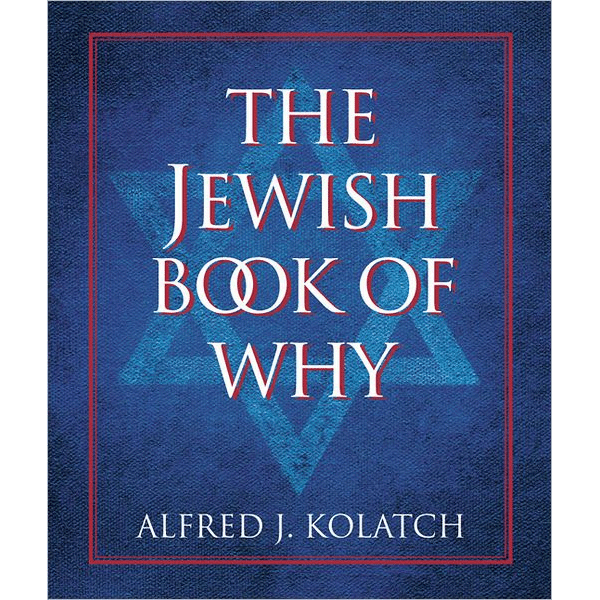 THE
JEWISH
BOOK OF
WHY
ALFRED J. KOLATCH